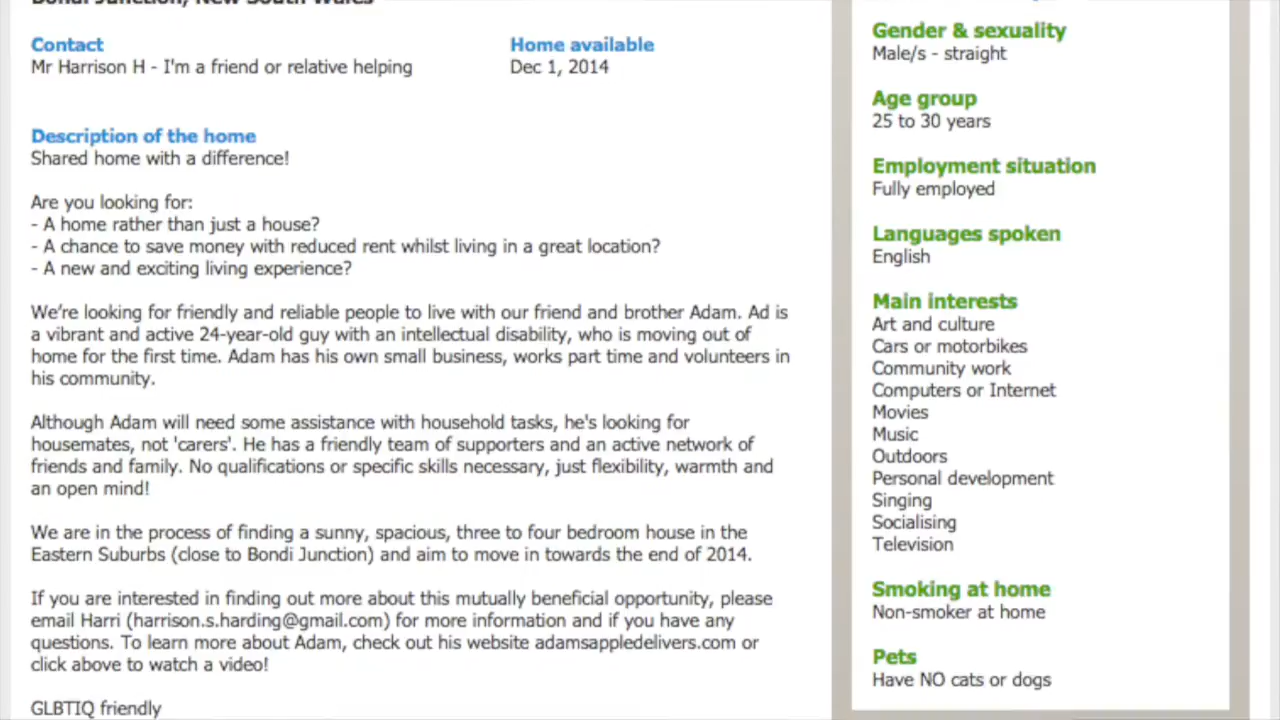 Bondi Junction, New South Wales
Contact
Mr Harrison H - I'm a friend or relative helping
Home available
Dec 1, 2014
Description of the home
Shared home with a difference!
Are you looking for:
- A home rather than just a house?
- A chance to save money with reduced rent whilst living in a great location?
- A new and exciting living experience?
We're looking for friendly and reliable people to live with our friend and brother Adam. Ad is
a vibrant and active 24-year-old guy with an intellectual disability, who is moving out of
home for the first time. Adam has his own small business, works part time and volunteers in
his community.
Although Adam will need some assistance with household tasks, he's looking for
housemates, not 'carers'. He has a friendly team of supporters and an active network of
friends and family. No qualifications or specific skills necessary, just flexibility, warmth and
an open mind!
We are in the process of finding a sunny, spacious, three to four bedroom house in the
Eastern Suburbs (close to Bondi Junction) and aim to move in towards the end of 2014.
If you are interested in finding out more about this mutually beneficial opportunity, please
email Harri (harrison.s.harding@gmail.com) for more information and if you have any
questions. To learn more about Adam, check out his website adamsappledelivers.com or
click above to watch a video!
GLBTIQ friendly
Gender & sexuality
Male/s - straight
Age group
25 to 30 years
Employment situation
Fully employed
Languages spoken
English
Main interests
Art and culture
Cars or motorbikes
Community work
Computers or Internet
Movies
Music
Outdoors
Personal development
Singing
Socialising
Television
Smoking at home
Non-smoker at home
Pets
Have NO cats or dogs